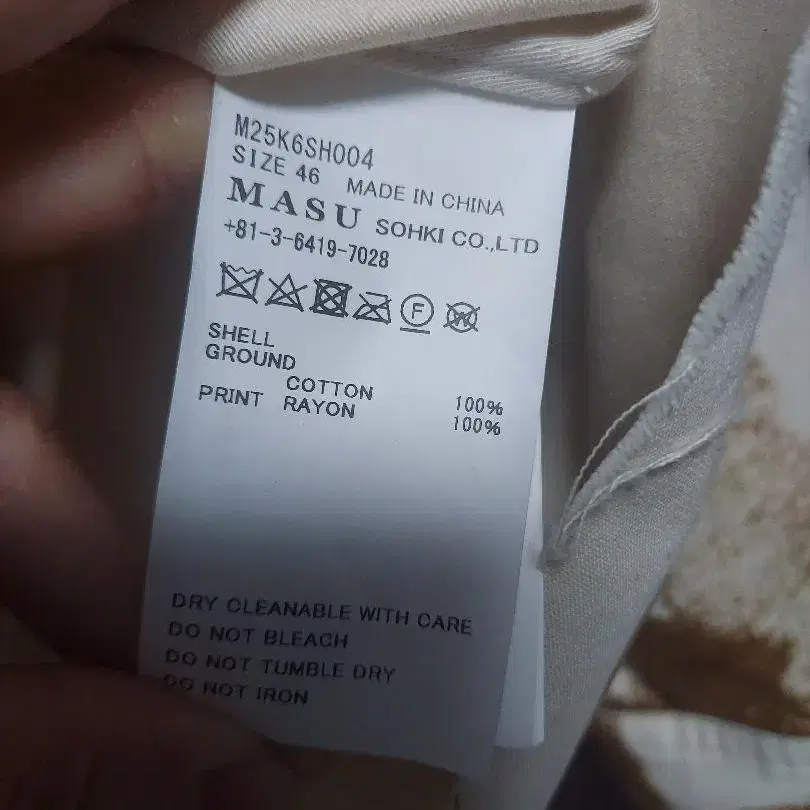 M25K6SH004
SIZE 46 MADE IN CHINA
MASU SOHKI CO.,LTD
+81-3-6419-7028
F W
SHELL
GROUND
COTTON 100%
PRINT RAYON 100%
DRY CLEANABLE WITH CARE
DO NOT BLEACH
DO NOT TUMBLE DRY
DO NOT IRON